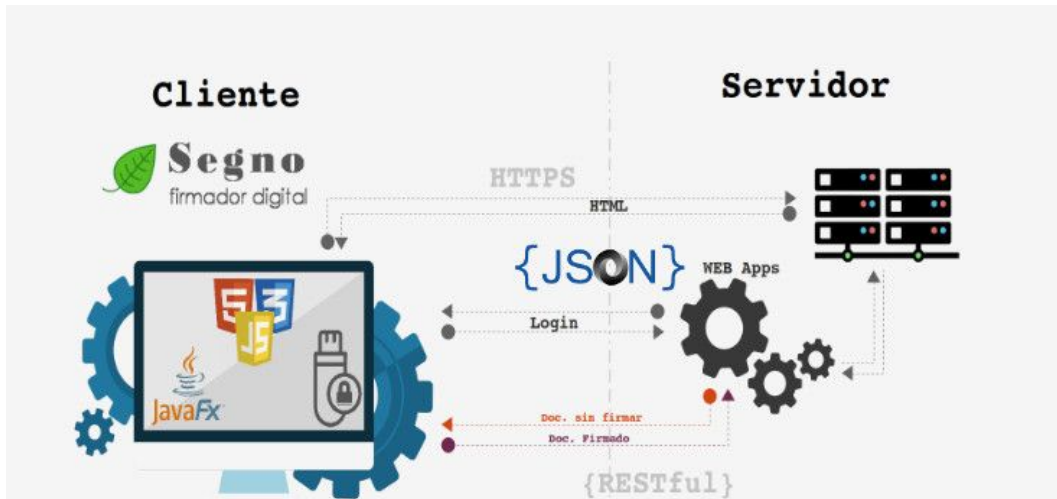 Cliente
Servidor
Segno
firmador digital
HTTPS
HTML
{JSON}
WEB Apps
Login
5 3
JS
JavaFx
Doc. sin firmar
Doc. Firmado
{RESTful}